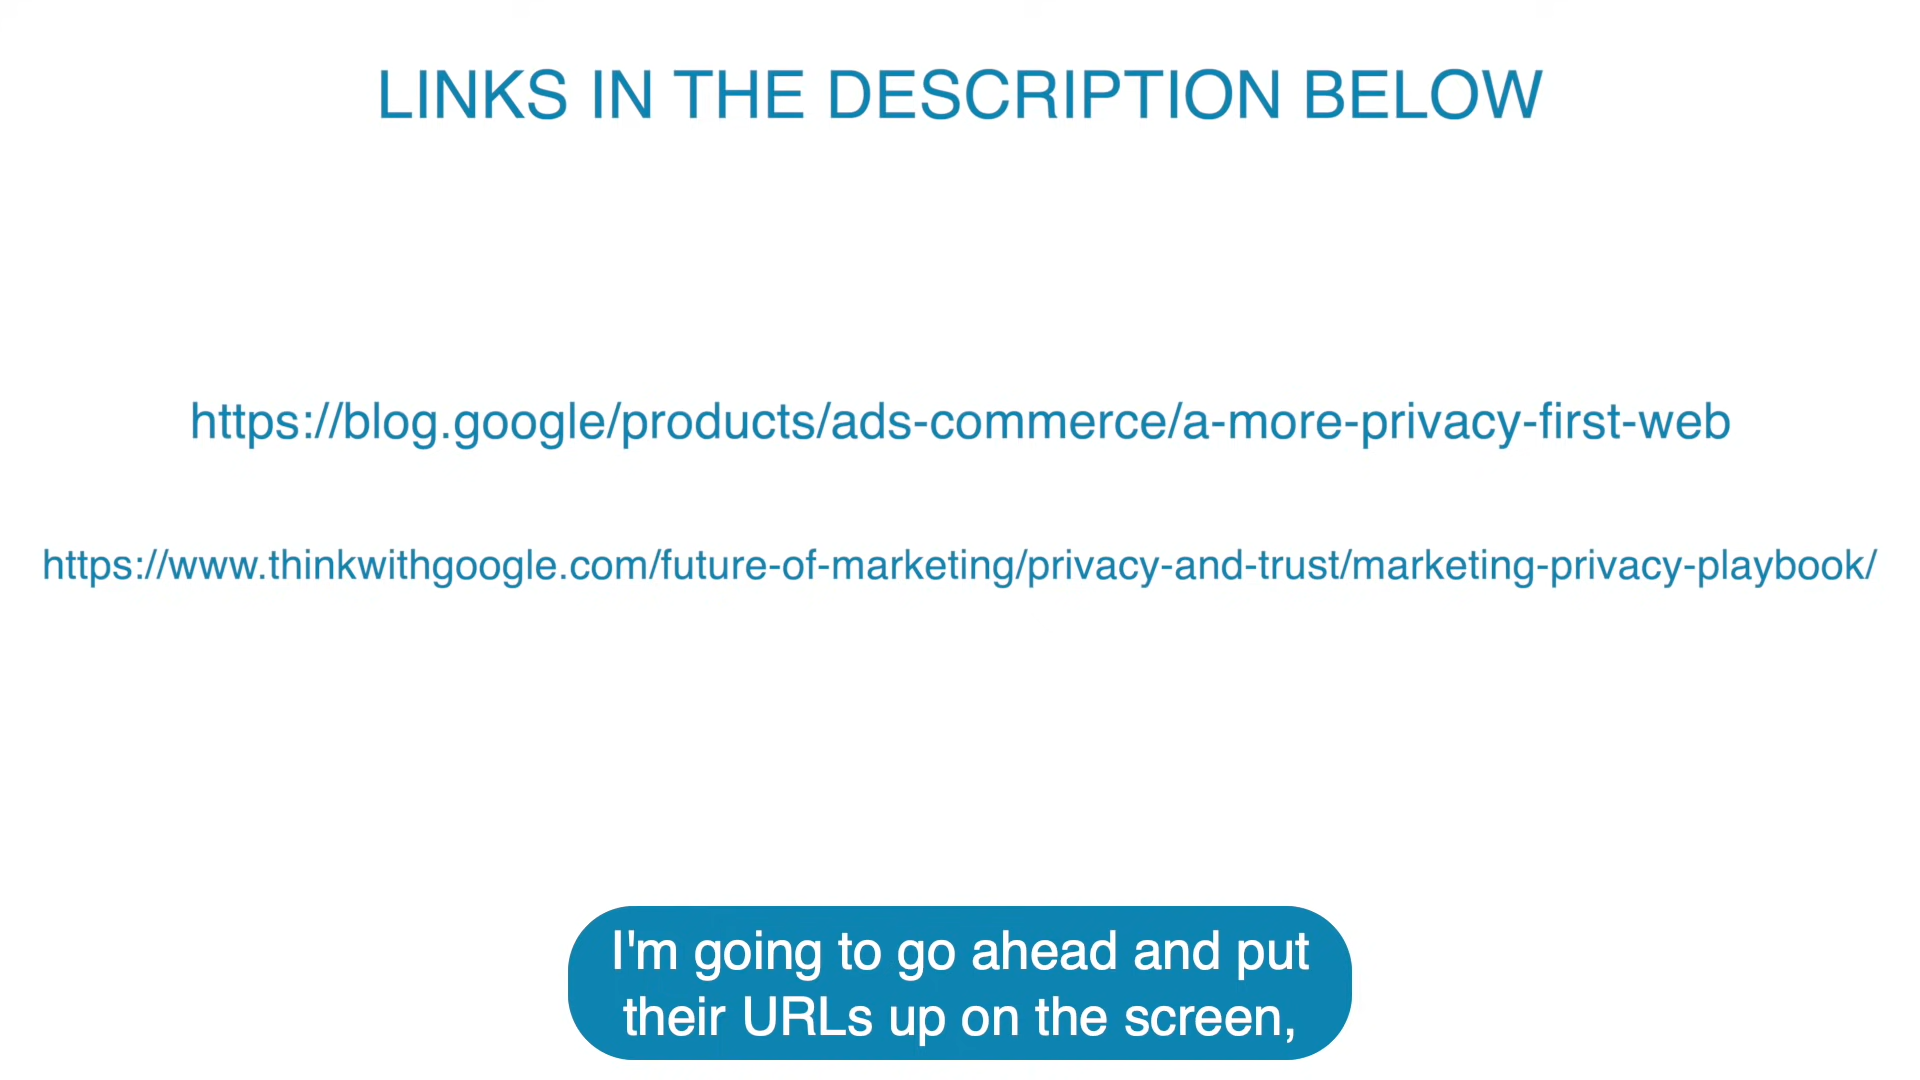 LINKS IN THE DESCRIPTION BELOW
https://blog.google/products/ads-commerce/a-more-privacy-first-web
https://www.thinkwithgoogle.com/future-of-marketing/privacy-and-trust/marketing-privacy-playbook/
I'm going to go ahead and put
their URLs up on the screen,